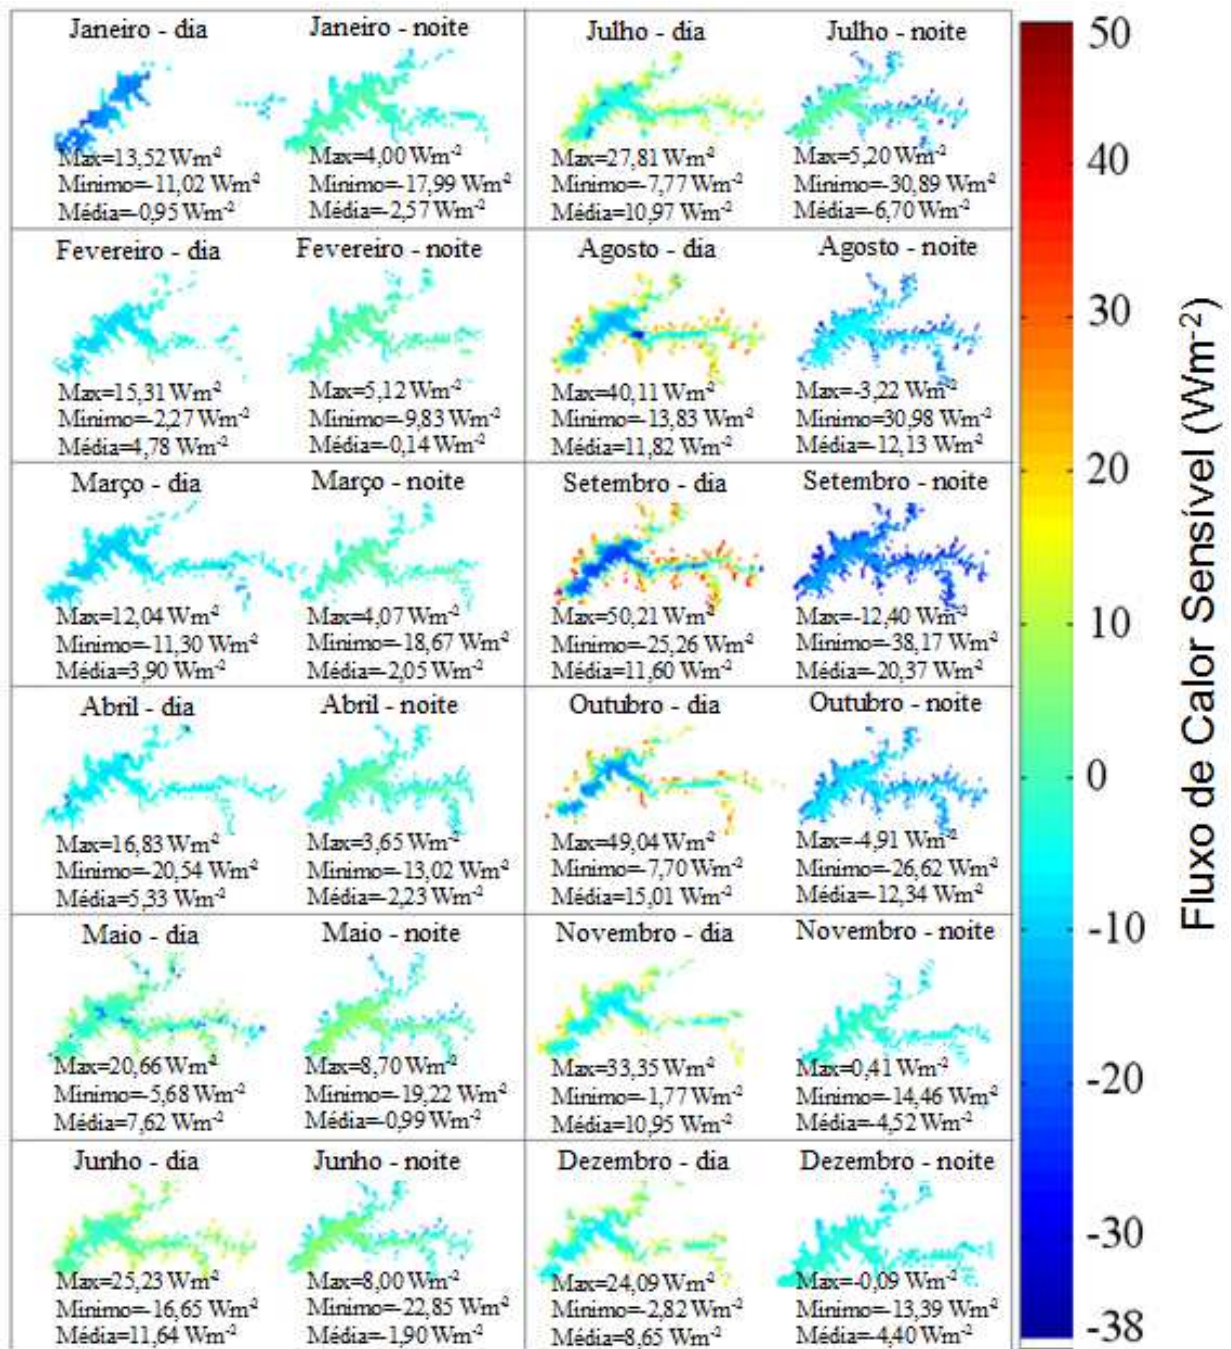 Janeiro - dia
Max=13,52 Wm⁻²
Minimo=-11,02 Wm⁻²
Média=-0,95 Wm⁻²
Janeiro - noite
Max=4,00 Wm⁻²
Minimo=-17,99 Wm⁻²
Média=-2,57 Wm⁻²
Julho - dia
Max=27,81 Wm⁻²
Minimo=-7,77 Wm⁻²
Média=10,97 Wm⁻²
Julho - noite
Max=5,20 Wm⁻²
Minimo=-30,89 Wm⁻²
Média=-6,70 Wm⁻²
Fevereiro - dia
Max=15,31 Wm⁻²
Minimo=-2,27 Wm⁻²
Média=4,78 Wm⁻²
Fevereiro - noite
Max=5,12 Wm⁻²
Minimo=-9,83 Wm⁻²
Média=-0,14 Wm⁻²
Agosto - dia
Max=40,11 Wm⁻²
Minimo=-13,83 Wm⁻²
Média=11,82 Wm⁻²
Agosto - noite
Max=-3,22 Wm⁻²
Minimo=30,98 Wm⁻²
Média=-12,13 Wm⁻²
Março - dia
Max=12,04 Wm⁻²
Minimo=-11,30 Wm⁻²
Média=3,90 Wm⁻²
Março - noite
Max=4,07 Wm⁻²
Minimo=-18,67 Wm⁻²
Média=-2,05 Wm⁻²
Setembro - dia
Max=50,21 Wm⁻²
Minimo=-25,26 Wm⁻²
Média=11,60 Wm⁻²
Setembro - noite
Max=-12,40 Wm⁻²
Minimo=-38,17 Wm⁻²
Média=-20,37 Wm⁻²
Abril - dia
Max=16,83 Wm⁻²
Minimo=-20,54 Wm⁻²
Média=5,33 Wm⁻²
Abril - noite
Max=3,65 Wm⁻²
Minimo=-13,02 Wm⁻²
Média=-2,23 Wm⁻²
Outubro - dia
Max=49,04 Wm⁻²
Minimo=-7,70 Wm⁻²
Média=15,01 Wm⁻²
Outubro - noite
Max=-4,91 Wm⁻²
Minimo=-26,62 Wm⁻²
Média=-12,34 Wm⁻²
Maio - dia
Max=20,66 Wm⁻²
Minimo=-5,68 Wm⁻²
Média=7,62 Wm⁻²
Maio - noite
Max=8,70 Wm⁻²
Minimo=-19,22 Wm⁻²
Média=-0,99 Wm⁻²
Novembro - dia
Max=33,35 Wm⁻²
Minimo=-1,77 Wm⁻²
Média=10,95 Wm⁻²
Novembro - noite
Max=0,41 Wm⁻²
Minimo=-14,46 Wm⁻²
Média=-4,52 Wm⁻²
Junho - dia
Max=25,23 Wm⁻²
Minimo=-16,65 Wm⁻²
Média=11,64 Wm⁻²
Junho - noite
Max=8,00 Wm⁻²
Minimo=-22,85 Wm⁻²
Média=-1,90 Wm⁻²
Dezembro - dia
Max=24,09 Wm⁻²
Minimo=-2,82 Wm⁻²
Média=8,65 Wm⁻²
Dezembro - noite
Max=-0,09 Wm⁻²
Minimo=-13,39 Wm⁻²
Média=-4,40 Wm⁻²
50
40
30
20
10
0
-10
-20
-30
-38
Fluxo de Calor Sensível (Wm⁻²)